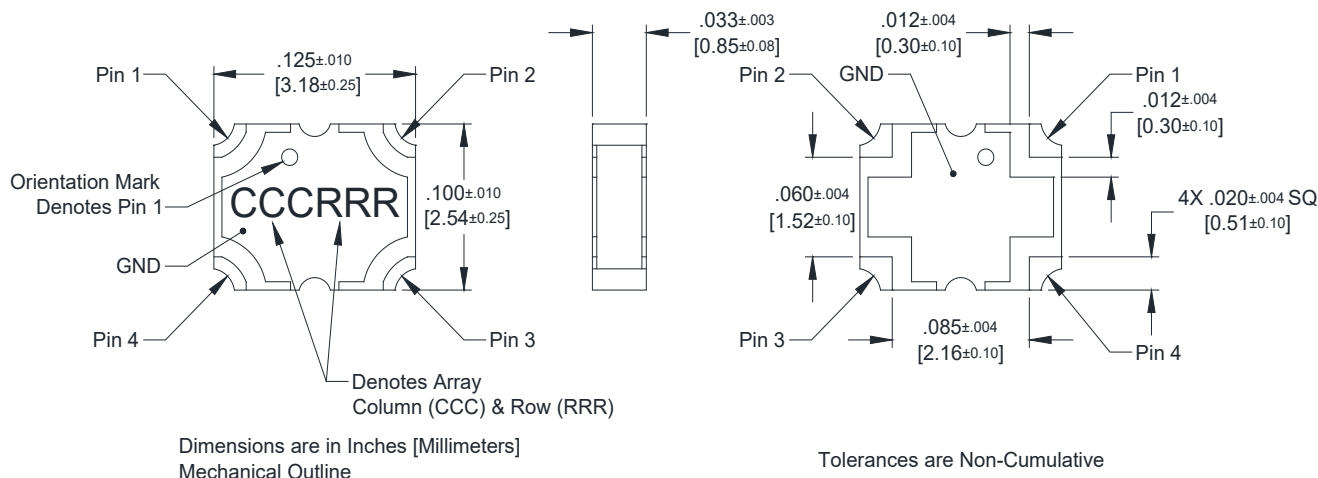 Pin 1
.125±.010
[3.18±0.25]
Pin 2
Orientation Mark
Denotes Pin 1
CCCRRR
.100±.010
[2.54±0.25]
GND
Pin 4
Pin 3
Denotes Array
Column (CCC) & Row (RRR)
Dimensions are in Inches [Millimeters]
Mechanical Outline
.033±.003
[0.85±0.08]
.012±.004
[0.30±0.10]
Pin 2
GND
Pin 1
.012±.004
[0.30±0.10]
.060±.004
[1.52±0.10]
4X .020±.004 SQ
[0.51±0.10]
Pin 3
.085±.004
[2.16±0.10]
Pin 4
Tolerances are Non-Cumulative